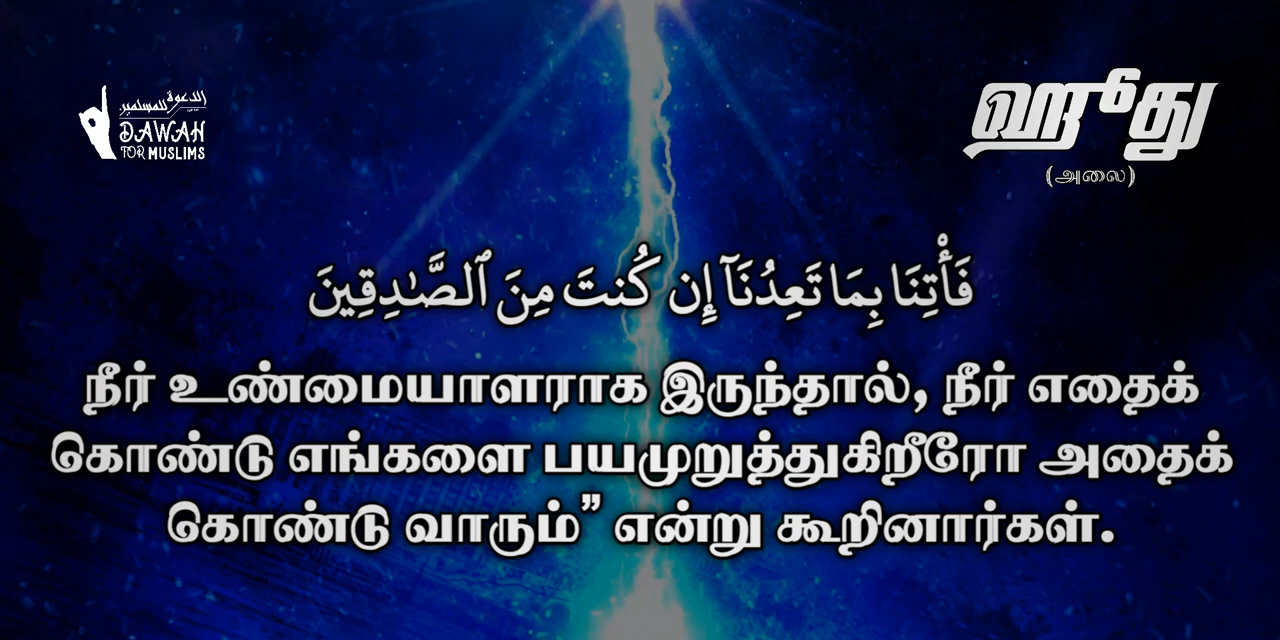 الدعوة للمسلمين
DAWAH
FOR MUSLIMS
ஹூது
(அலை)
فَأْتِنَا بِمَا تَعِدُنَآ إِن كُنتَ مِنَ ٱلصَّـٰدِقِينَ
நீர் உண்மையாளராக இருந்தால், நீர் எதைக்
கொண்டு எங்களை பயமுறுத்துகிறீரோ அதைக்
கொண்டு வாரும்” என்று கூறினார்கள்.